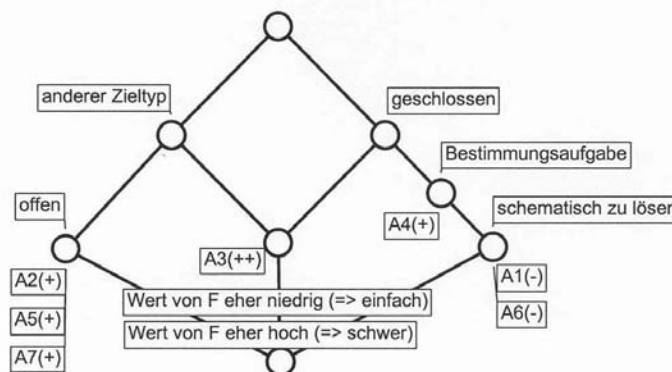 anderer Zieltyp
geschlossen
Bestimmungsaufgabe
offen
schematisch zu lösen
A4(+)
A3(++)
A2(+)
A1(-)
Wert von F eher niedrig (=> einfach)
A5(+)
A6(-)
Wert von F eher hoch (=> schwer)
A7(+)